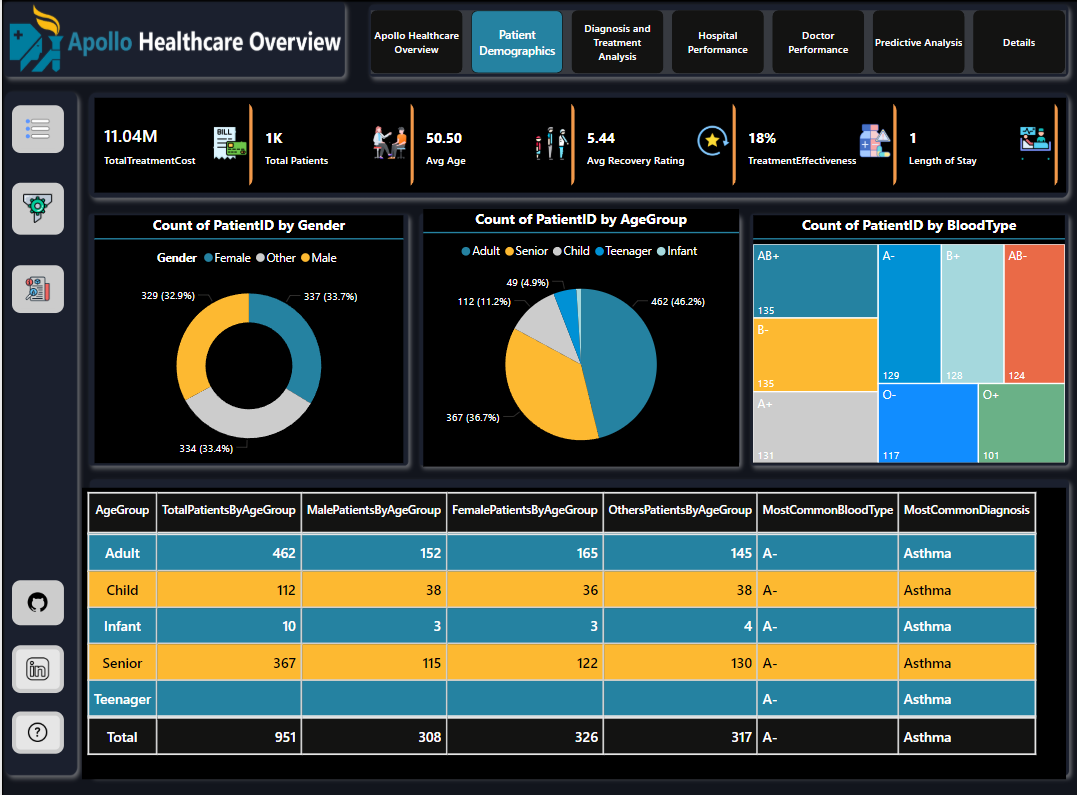 Apollo Healthcare Overview
Apollo Healthcare
Overview
Patient
Demographics
Diagnosis and
Treatment
Analysis
Hospital
Performance
Doctor
Performance
Predictive Analysis
Details
11.04M
TotalTreatmentCost
BILL
1K
Total Patients
50.50
Avg Age
5.44
Avg Recovery Rating
18%
TreatmentEffectiveness
1
Length of Stay
Count of PatientID by Gender
Gender Female Other Male
329 (32.9%)
337 (33.7%)
334 (33.4%)
Count of PatientID by AgeGroup
Adult Senior Child Teenager Infant
49 (4.9%)
112 (11.2%)
462 (46.2%)
367 (36.7%)
Count of PatientID by BloodType
AB+
135
B-
135
A+
131
A-
129
B+
128
AB-
124
O-
117
O+
101
AgeGroup TotalPatientsByAgeGroup MalePatientsByAgeGroup FemalePatientsByAgeGroup OthersPatientsByAgeGroup MostCommonBloodType MostCommonDiagnosis
Adult 462 152 165 145 A- Asthma
Child 112 38 36 38 A- Asthma
Infant 10 3 3 4 A- Asthma
Senior 367 115 122 130 A- Asthma
Teenager A- Asthma
Total 951 308 326 317 A- Asthma
in
?